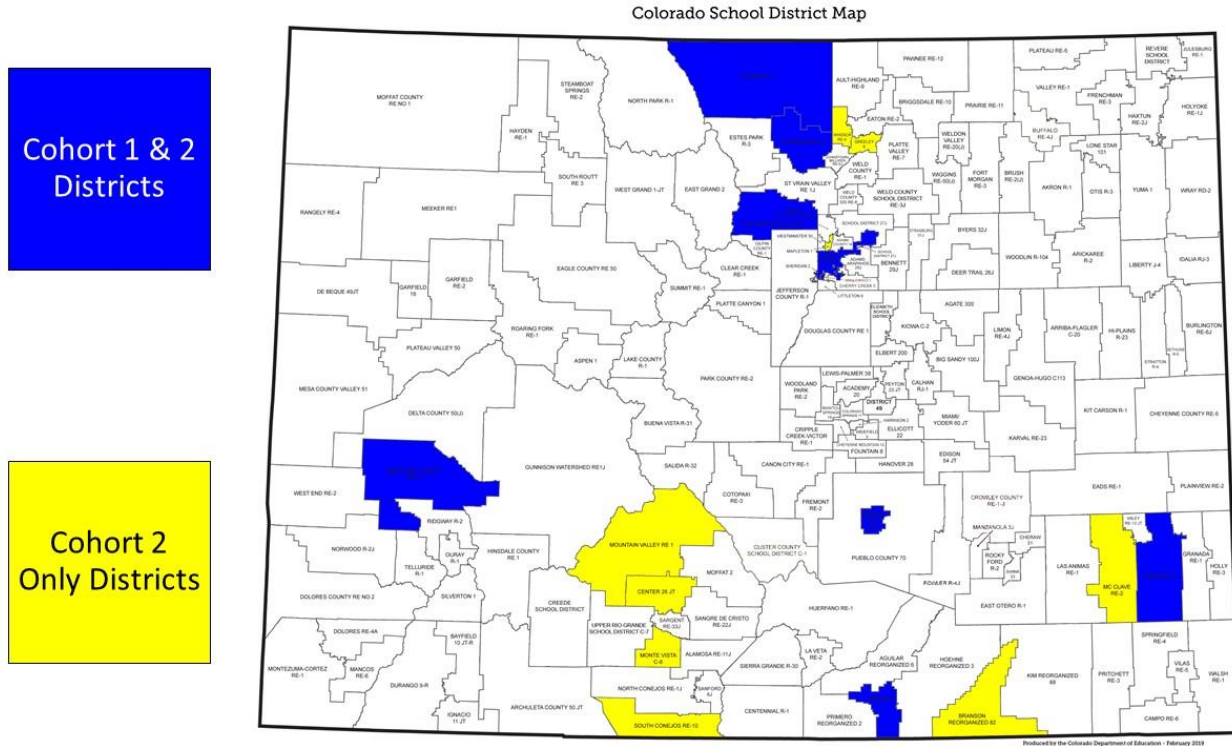 Colorado School District Map
Cohort 1 & 2
Districts
Cohort 2
Only Districts
MOFFAT COUNTY
RE NO 1
STEAMBOAT
SPRINGS
RE-2
HAYDEN
RE-1
NORTH PARK R-1
SOUTH ROUTT
RE 3
ESTES PARK
R-3
AULT-HIGHLAND
RE-9
PAWNEE RE-12
BRIGGSDALE RE-10
PRAIRIE RE-11
EATON RE-2
PLATEAU RE-5
VALLEY RE-1
FRENCHMAN
RE-3
BUFFALO
RE-4J
REVERE
SCHOOL
DISTRICT
JULESBURG
RE-1
HAXTUN
RE-2J
HOLYOKE
RE-1J
PLATTE
VALLEY
RE-7
WELD
COUNTY
RE-1
WELDON
VALLEY
RE-20(J)
WIGGINS
RE-50(J)
FORT
MORGAN
RE-3
BRUSH
RE-2(J)
LONE STAR
101
AKRON R-1
OTIS R-3
YUMA 1
WRAY RD-2
RANGELY RE-4
MEEKER RE1
WEST GRAND 1-JT
EAST GRAND 2
ST VRAIN VALLEY
RE 1J
WELD COUNTY SCHOOL
DISTRICT
RE-3J
SCHOOL DISTRICT 27J
WESTMINSTER 50
MAPLETON 1
SHERIDAN 2
GILPIN
COUNTY
RE-1
CLEAR CREEK
RE-1
JEFFERSON
COUNTY R-1
BENNETT
29J
CHERRY CREEK 5
LITTLETON 6
BYERS 32J
DEER TRAIL 26J
WOODLIN R-104
ARICKAREE
R-2
LIBERTY J-4
IDALIA RJ-3
DE BEQUE 49JT
GARFIELD
16
GARFIELD
RE-2
EAGLE COUNTY RE 50
SUMMIT RE-1
PLATTE CANYON 1
DOUGLAS COUNTY RE 1
ELIZABETH
SCHOOL
DISTRICT
KIOWA C-2
AGATE 300
LIMON
RE-4J
ARRIBA-FLAGLER
C-20
HI-PLAINS
R-23
STRATTON
R-4
BETHUNE
R-5
BURLINGTON
RE-6J
PLATEAU VALLEY 50
ROARING FORK
RE-1
ASPEN 1
LAKE COUNTY
R-1
PARK COUNTY RE-2
ELBERT 200
BIG SANDY 100J
GENOA-HUGO C113
MESA COUNTY VALLEY 51
DELTA COUNTY 50(J)
BUENA VISTA R-31
WOODLAND
PARK
RE-2
LEWIS-PALMER 38
ACADEMY
20
PEYTON
23 JT
CALHAN
RJ-1
DISTRICT
49
MIAMI/
YODER 60 JT
ELLICOTT
22
CRIPPLE
CREEK-VICTOR
RE-1
FOUNTAIN 8
HANOVER 28
EDISON
54 JT
KARVAL RE-23
KIT CARSON R-1
CHEYENNE COUNTY RE-5
GUNNISON WATERSHED RE1J
SALIDA R-32
COTOPAXI
RE-3
CANON CITY RE-1
FREMONT
RE-2
WEST END RE-2
RIDGWAY R-2
OURAY
R-1
NORWOOD R-2J
TELLURIDE
R-1
HINSDALE COUNTY
RE 1
MOUNTAIN VALLEY RE 1
CENTER 26 JT
MOFFAT 2
CUSTER COUNTY
SCHOOL DISTRICT C-1
PUEBLO COUNTY 70
CROWLEY COUNTY
RE-1-J
MANZANOLA 3J
FOWLER R-4J
ROCKY
FORD
R-2
CHERAW
31
EAST OTERO R-1
LAS ANIMAS
RE-1
EADS RE-1
PLAINVIEW RE-2
MC CLAVE
RE-2
WILEY
RE-13 JT
GRANADA
RE-1
HOLLY
RE-3
DOLORES COUNTY RE NO.2
SILVERTON 1
CREEDE
SCHOOL
DISTRICT
UPPER RIO GRANDE
SCHOOL DISTRICT C-7
SARGENT
RE-33J
SANGRE DE CRISTO
RE-22J
MONTE VISTA
C-8
ALAMOSA RE-11J
HUERFANO RE-1
LA VETA
RE-2
SIERRA GRANDE R-30
AGUILAR
REORGANIZED 6
HOEHNE
REORGANIZED 3
KIM REORGANIZED
88
SPRINGFIELD
RE-4
PRITCHETT
RE-3
VILAS
RE-5
WALSH
RE-1
CAMPO RE-6
DOLORES RE-4A
MONTEZUMA-CORTEZ
RE-1
MANCOS
RE-6
DURANGO 9-R
BAYFIELD
10 JT-R
IGNACIO
11 JT
ARCHULETA COUNTY 50 JT
NORTH CONEJOS RE-1J
SANFORD
6J
SOUTH CONEJOS RE-10
CENTENNIAL R-1
PRIMERO
REORGANIZED 2
BRANSON
REORGANIZED 82
Produced by the Colorado Department of Education - February 2019